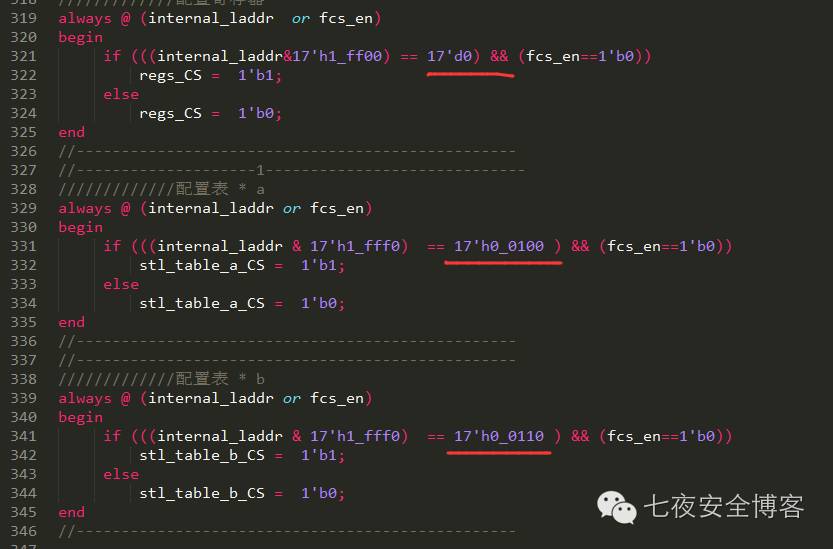 318 /////////////配置寄存器
319 always @ (internal_laddr  or fcs_en)
320 begin
321      if (((internal_laddr&17'h1_ff00) == 17'd0) && (fcs_en==1'b0))
322          regs_CS =  1'b1;
323      else
324          regs_CS =  1'b0;
325 end
326 //-------------------------------------------------
327 //--------------------1-----------------------------
328 /////////////配置表 * a
329 always @ (internal_laddr or fcs_en)
330 begin
331      if (((internal_laddr & 17'h1_fff0)  == 17'h0_0100 ) && (fcs_en==1'b0))
332          stl_table_a_CS =  1'b1;
333      else
334          stl_table_a_CS =  1'b0;
335 end
336 //-------------------------------------------------
337 //-------------------------------------------------
338 /////////////配置表 * b
339 always @ (internal_laddr or fcs_en)
340 begin
341      if (((internal_laddr & 17'h1_fff0)  == 17'h0_0110 ) && (fcs_en==1'b0))
342          stl_table_b_CS =  1'b1;
343      else
344          stl_table_b_CS =  1'b0;
345 end
346 //-------------------------------------------------
七夜安全博客